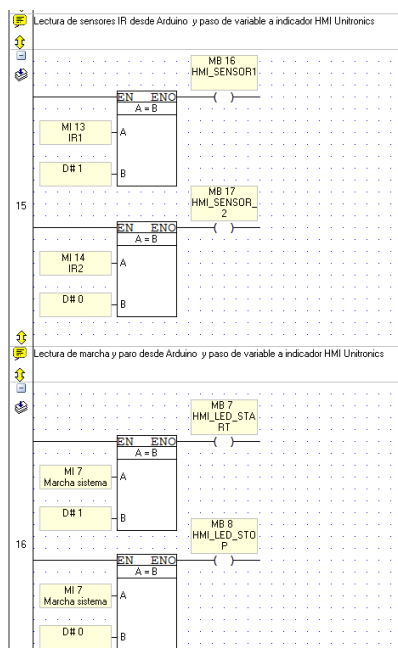 Lectura de sensores IR desde Arduino y paso de variable a indicador HMI Unitronics
MB 16
HMI_SENSOR1
EN ENO
A = B
MI 13
IR1
A
D# 1
B
15
MB 17
HMI_SENSOR_
2
EN ENO
A = B
MI 14
IR2
A
D# 0
B
Lectura de marcha y paro desde Arduino y paso de variable a indicador HMI Unitronics
MB 7
HMI_LED_STA
RT
EN ENO
A = B
MI 7
Marcha sistema
A
D# 1
B
16
MB 8
HMI_LED_STO
P
EN ENO
A = B
MI 7
Marcha sistema
A
D# 0
B